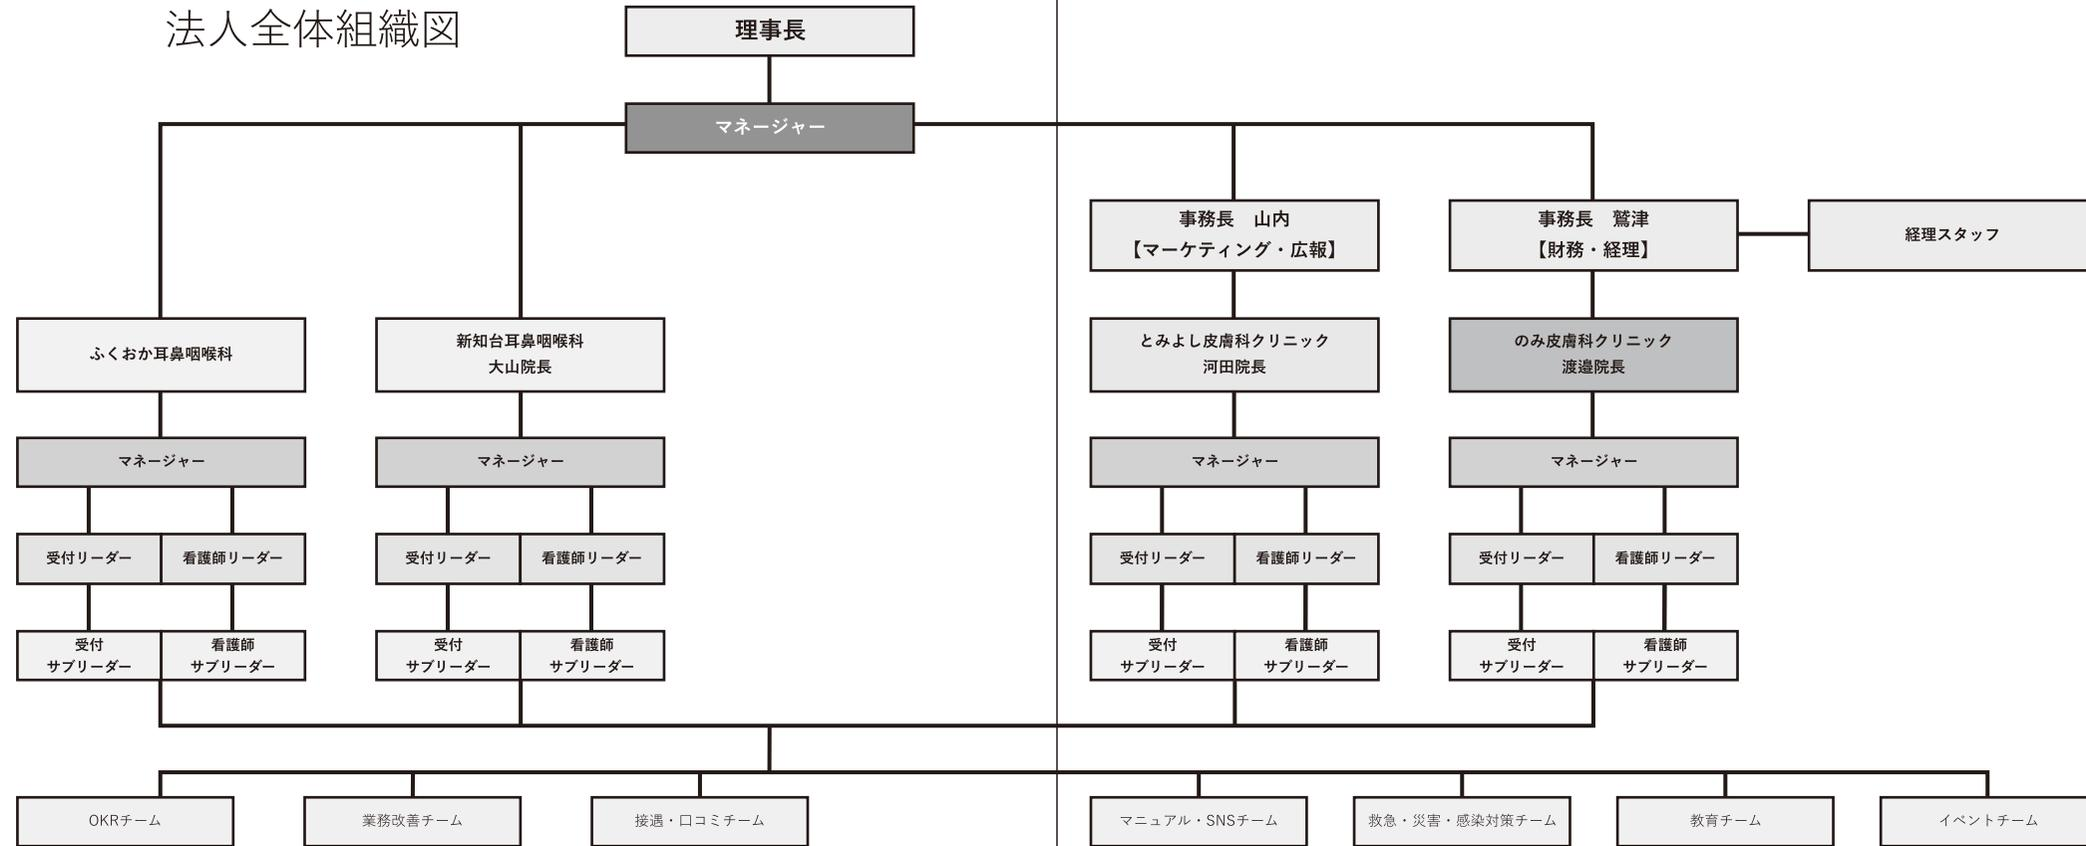 法人全体組織図
理事長
マネージャー
事務長　山内
【マーケティング・広報】
事務長　鷲津
【財務・経理】
経理スタッフ
ふくおか耳鼻咽喉科
新知台耳鼻咽喉科
大山院長
とみよし皮膚科クリニック
河田院長
のみ皮膚科クリニック
渡邉院長
マネージャー
マネージャー
マネージャー
マネージャー
受付リーダー
看護師リーダー
受付リーダー
看護師リーダー
受付リーダー
看護師リーダー
受付リーダー
看護師リーダー
受付
サブリーダー
看護師
サブリーダー
受付
サブリーダー
看護師
サブリーダー
受付
サブリーダー
看護師
サブリーダー
受付
サブリーダー
看護師
サブリーダー
OKRチーム
業務改善チーム
接遇・口コミチーム
マニュアル・SNSチーム
救急・災害・感染対策チーム
教育チーム
イベントチーム